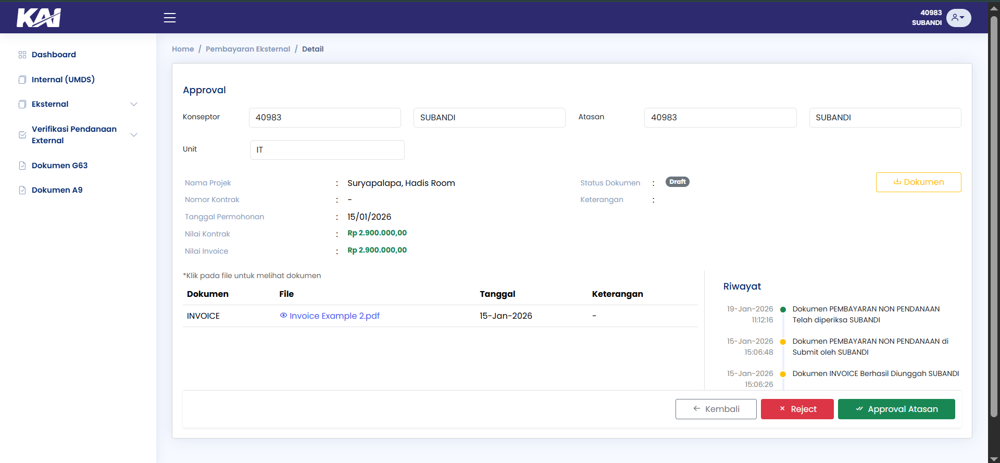 KAI
40983
SUBANDI
Dashboard
Internal (UMDS)
Eksternal
Verifikasi Pendanaan
External
Dokumen G63
Dokumen A9
Home / Pembayaran Eksternal / Detail
Approval
Konseptor 40983 SUBANDI Atasan 40983 SUBANDI
Unit IT
Nama Projek : Suryapalapa, Hadis Room
Nomor Kontrak : -
Tanggal Permohonan : 15/01/2026
Nilai Kontrak : Rp 2.900.000,00
Nilai Invoice : Rp 2.900.000,00
Status Dokumen : Draft
Keterangan :
Dokumen
*Klik pada file untuk melihat dokumen
Dokumen File Tanggal Keterangan
INVOICE Invoice Example 2.pdf 15-Jan-2026 -
Riwayat
19-Jan-2026 Dokumen PEMBAYARAN NON PENDANAAN
11:12:16 Telah diperiksa SUBANDI
15-Jan-2026 Dokumen PEMBAYARAN NON PENDANAAN di
15:06:48 Submit oleh SUBANDI
15-Jan-2026 Dokumen INVOICE Berhasil Diunggah SUBANDI
15:06:26
Kembali Reject Approval Atasan